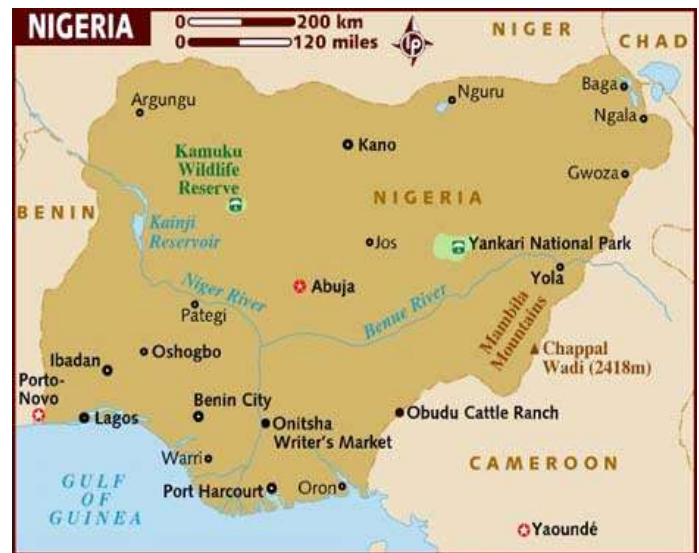 NIGERIA
0 200 km
0 120 miles
lp
NIGER
CHAD
Argungu
Nguru
Baga
Ngala
Kano
Kamuku
Wildlife
Reserve
Gwoza
NIGERIA
BENIN
Kainji
Reservoir
Jos
Yankari National Park
Yola
Niger River
Abuja
Benue River
Pategi
Mambila
Mountains
Chappal
Wadi (2418m)
Oshogbo
Ibadan
Porto-
Novo
Lagos
Benin City
Onitsha
Writer's Market
Obudu Cattle Ranch
Warri
CAMEROON
GULF
OF
GUINEA
Port Harcourt
Oron
Yaoundé